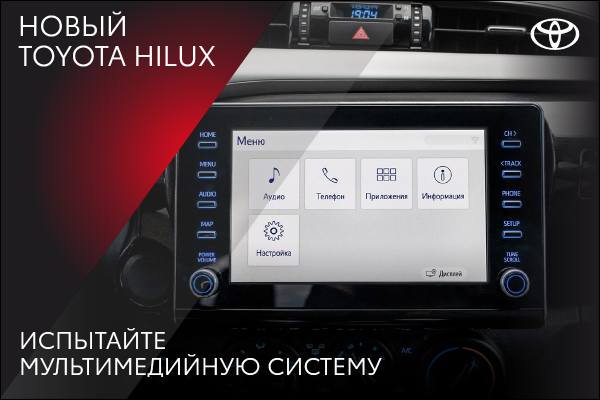 НОВЫЙ
TOYOTA HILUX
19:04
HOME
MENU
AUDIO
MAP
POWER
VOLUME
Меню
Аудио
Телефон
Приложения
Информация
Настройка
Дисплей
CH >
< TRACK
PHONE
SETUP
TUNE
SCROLL
A/C
ИСПЫТАЙТЕ
МУЛЬТИМЕДИЙНУЮ СИСТЕМУ